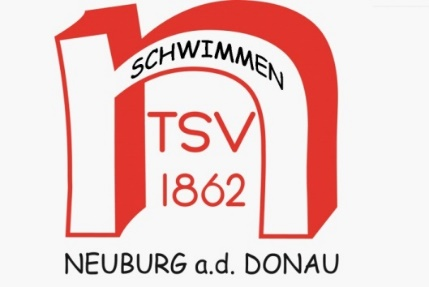 SCHWIMMEN
TSV
1862
NEUBURG a.d. DONAU